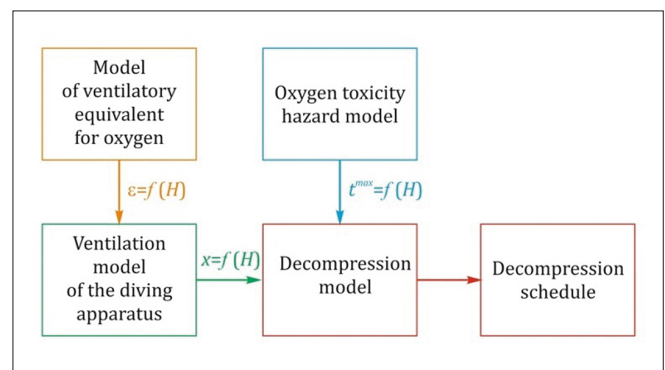 Model
of ventilatory
equivalent
for oxygen
Oxygen toxicity
hazard model
ε=f (H)
t^max=f (H)
Ventilation
model
of the diving
apparatus
x=f (H)
Decompression
model
Decompression
schedule